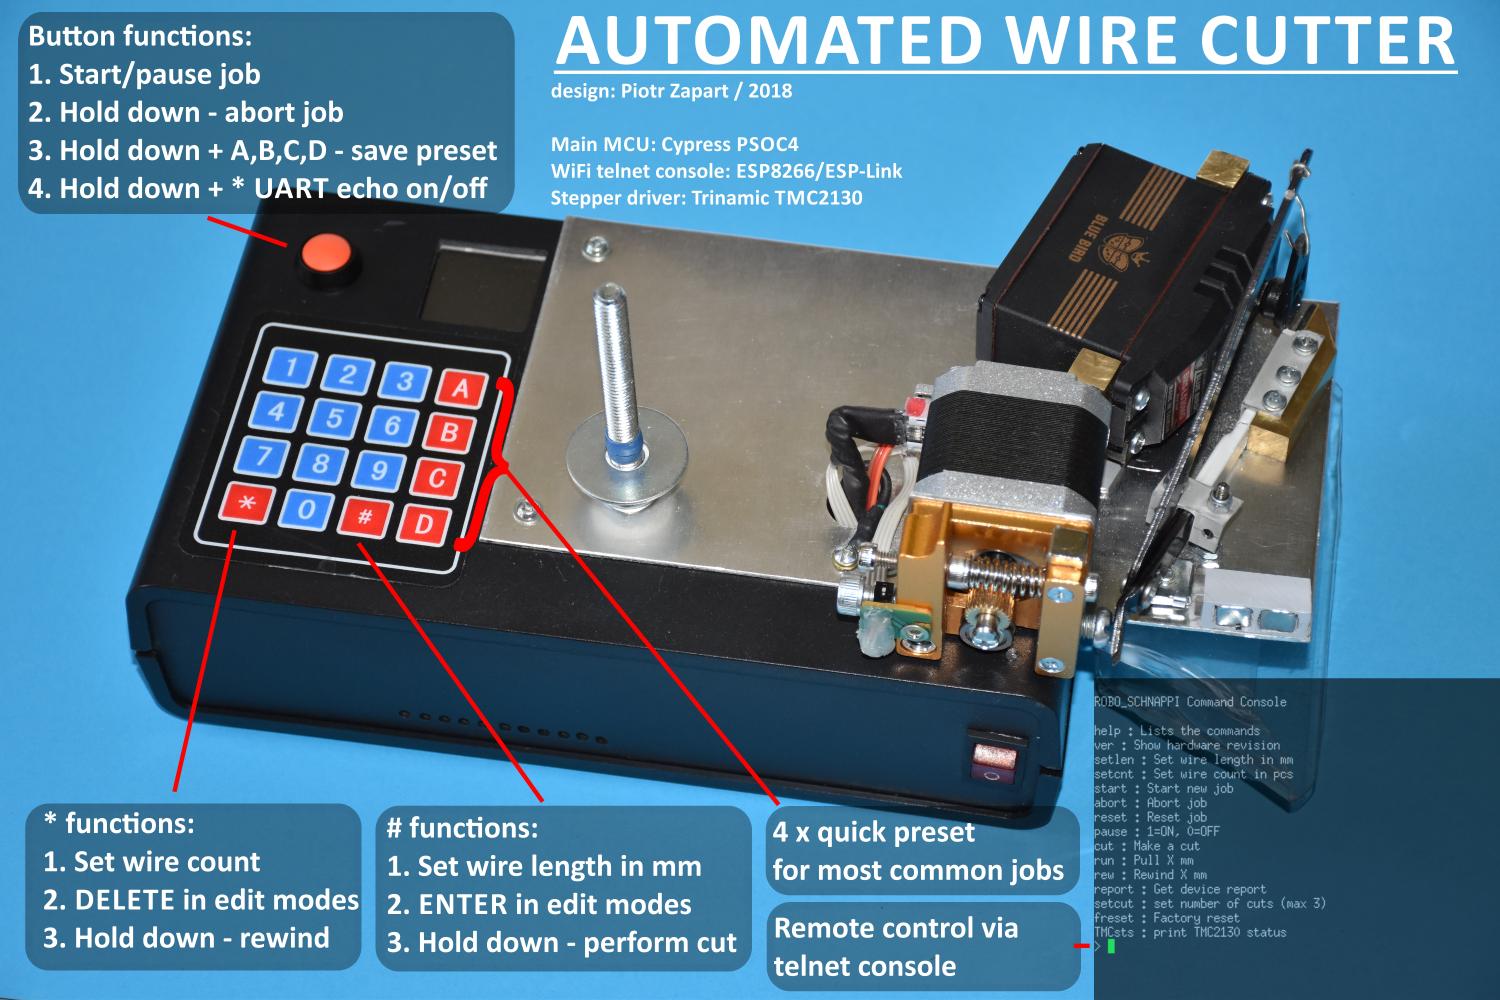 Button functions:
1. Start/pause job
2. Hold down - abort job
3. Hold down + A,B,C,D - save preset
4. Hold down + * UART echo on/off
AUTOMATED WIRE CUTTER
design: Piotr Zapart / 2018
Main MCU: Cypress PSOC4
WiFi telnet console: ESP8266/ESP-Link
Stepper driver: Trinamic TMC2130
BLUE BIRD
1 2 3 A
4 5 6 B
7 8 9 C
* 0 # D
* functions:
1. Set wire count
2. DELETE in edit modes
3. Hold down - rewind
# functions:
1. Set wire length in mm
2. ENTER in edit modes
3. Hold down - perform cut
4 x quick preset
for most common jobs
Remote control via
telnet console
ROBO_SCHNAPPI Command Console
help : Lists the commands
ver : Show hardware revision
setlen : Set wire length in mm
setcnt : Set wire count in pcs
start : Start new job
abort : Abort job
reset : Reset job
pause : 1=ON, 0=OFF
cut : Make a cut
run : Pull X mm
rew : Rewind X mm
report : Get device report
setcut : set number of cuts (max 3)
freset : Factory reset
TMCsts : print TMC2130 status
>